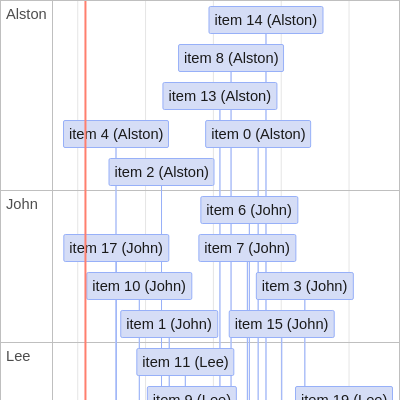 Alston
item 14 (Alston)
item 8 (Alston)
item 13 (Alston)
item 4 (Alston)
item 0 (Alston)
item 2 (Alston)
John
item 6 (John)
item 17 (John)
item 7 (John)
item 10 (John)
item 3 (John)
item 1 (John)
item 15 (John)
Lee
item 11 (Lee)
item 9 (Lee)
item 19 (Lee)